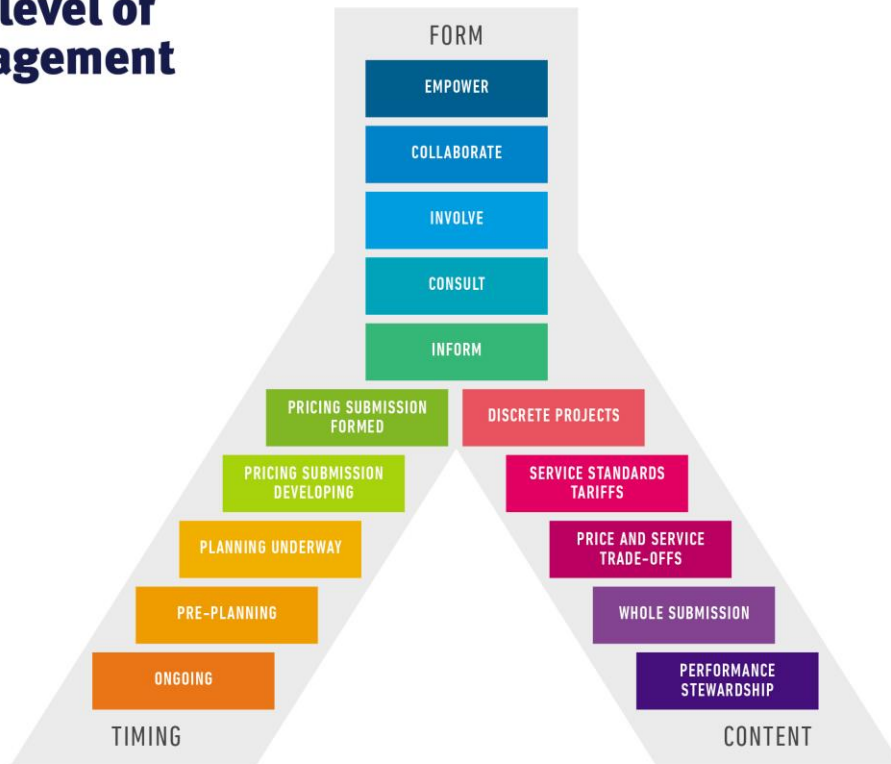 level of
agement
FORM
EMPOWER
COLLABORATE
INVOLVE
CONSULT
INFORM
PRICING SUBMISSION
FORMED
PRICING SUBMISSION
DEVELOPING
PLANNING UNDERWAY
PRE-PLANNING
ONGOING
TIMING
DISCRETE PROJECTS
SERVICE STANDARDS
TARIFFS
PRICE AND SERVICE
TRADE-OFFS
WHOLE SUBMISSION
PERFORMANCE
STEWARDSHIP
CONTENT